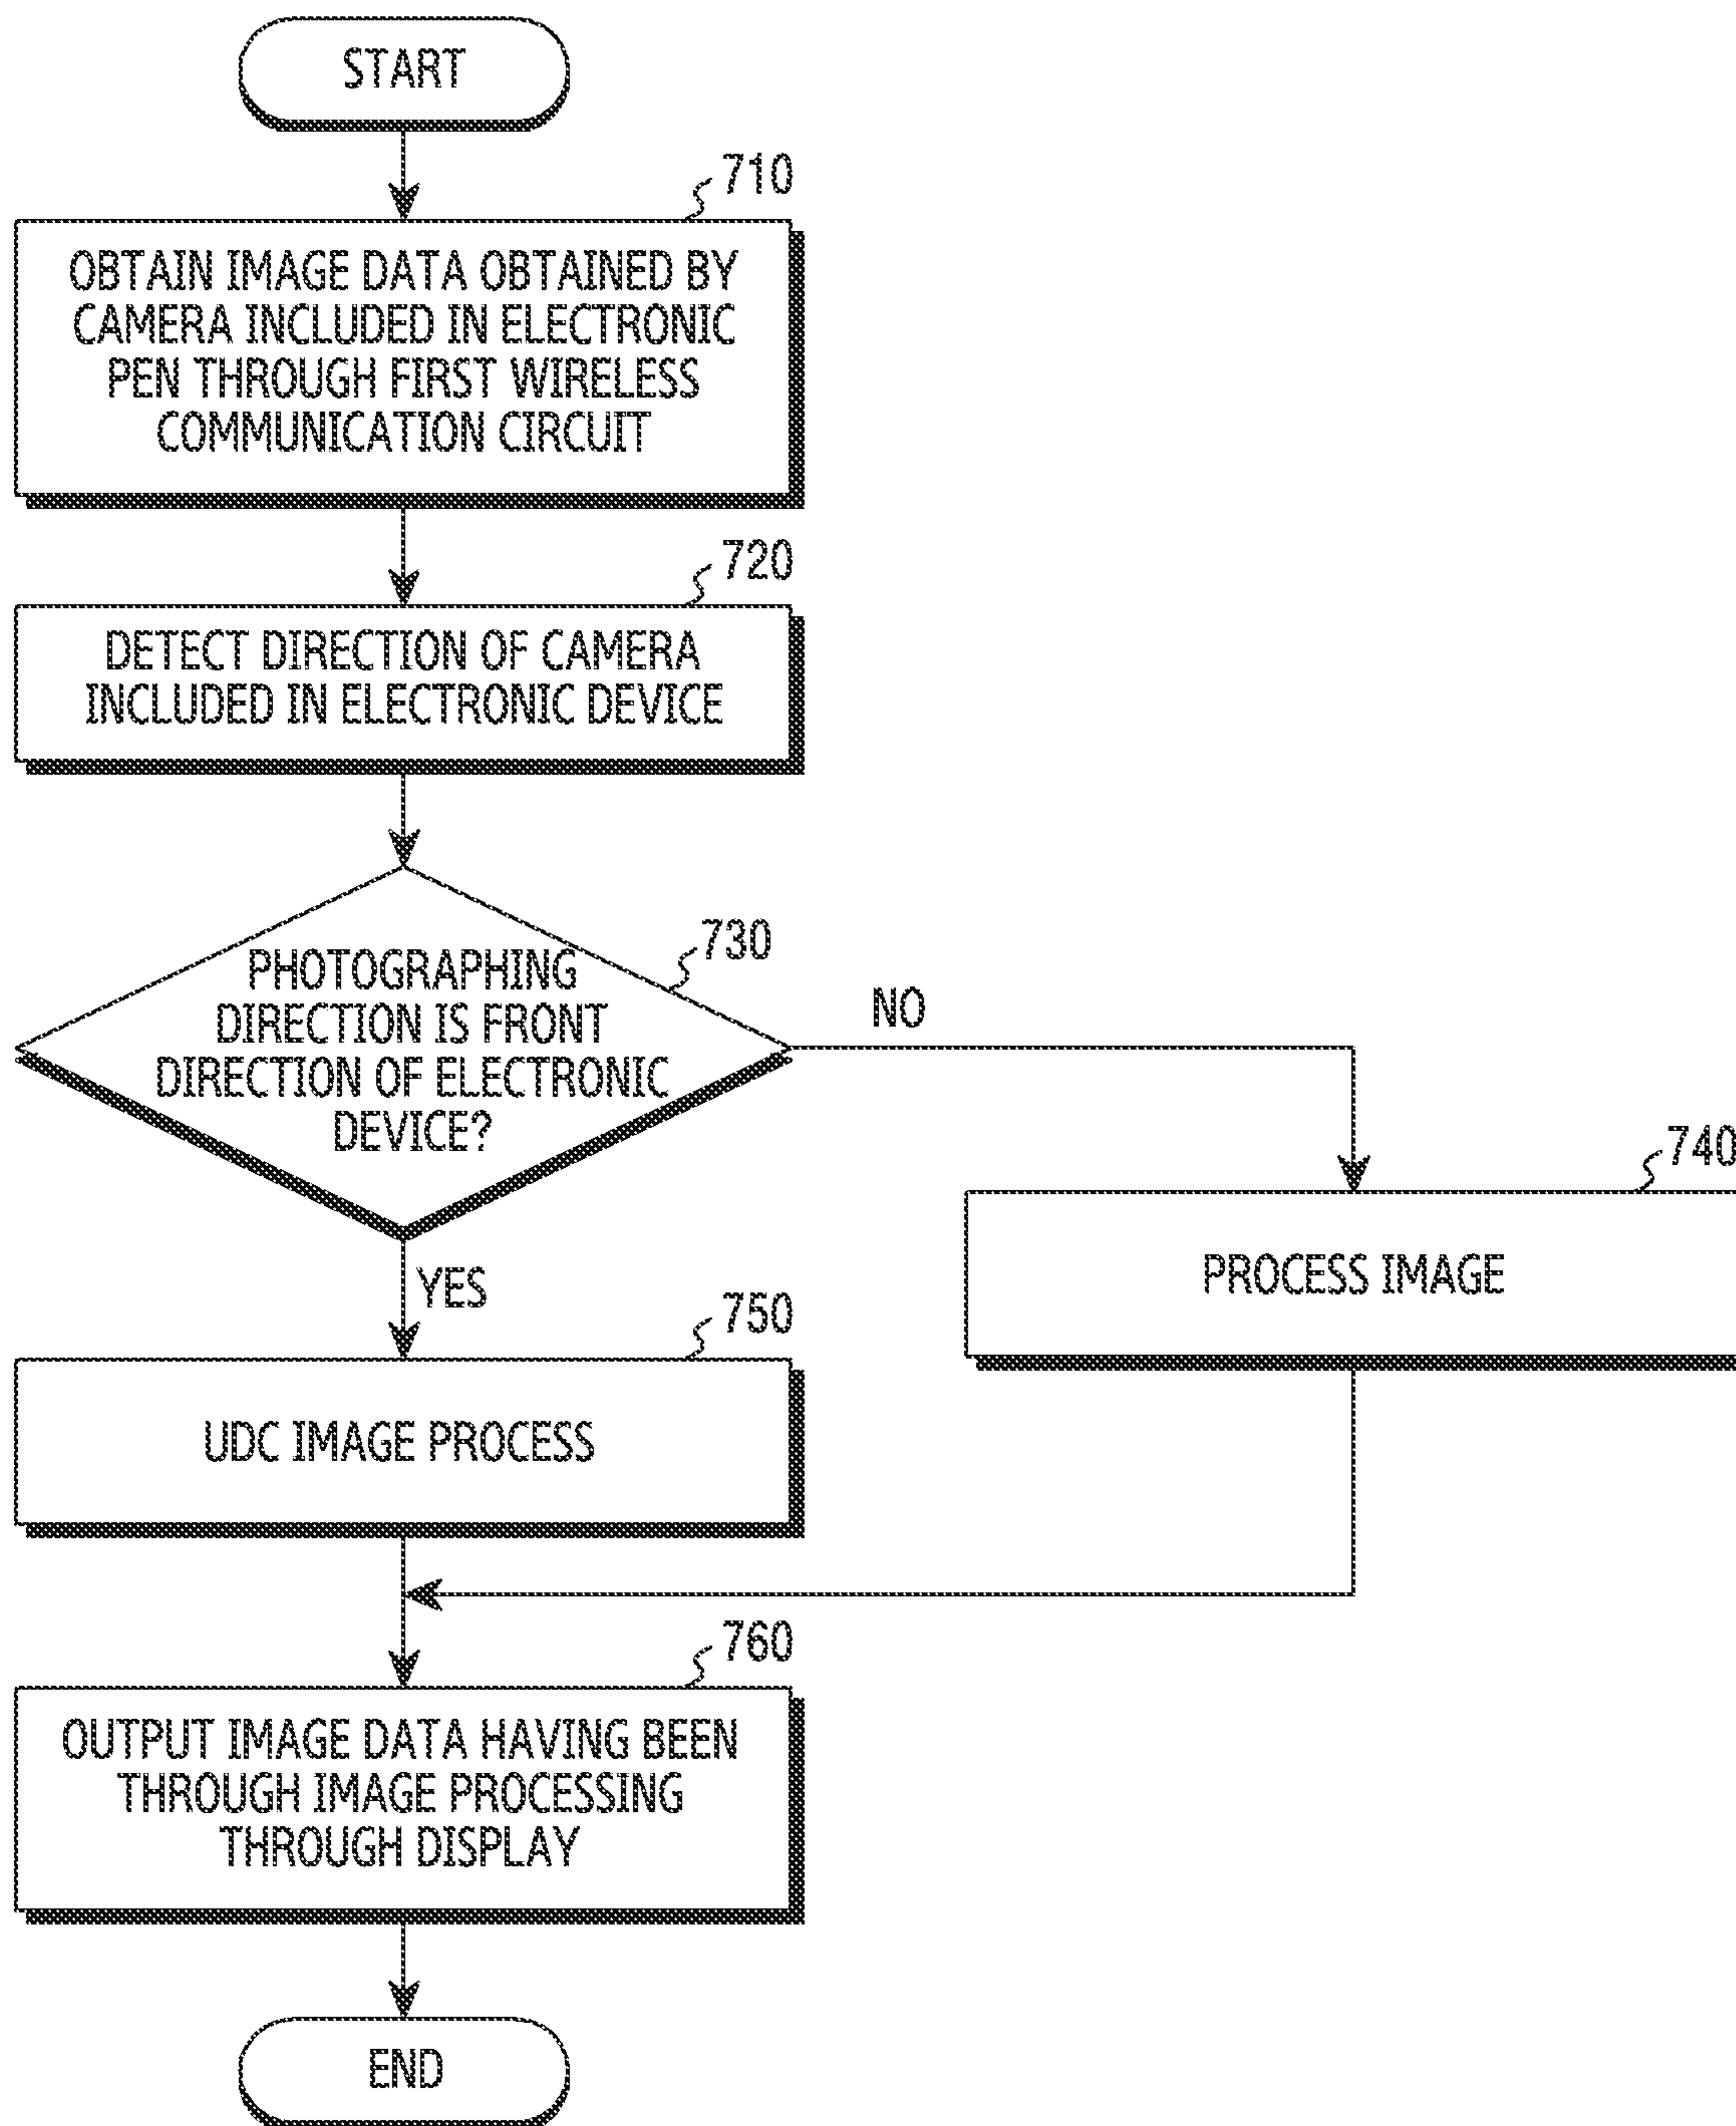 START
710
OBTAIN IMAGE DATA OBTAINED BY
CAMERA INCLUDED IN ELECTRONIC
PEN THROUGH FIRST WIRELESS
COMMUNICATION CIRCUIT
720
DETECT DIRECTION OF CAMERA
INCLUDED IN ELECTRONIC DEVICE
730
PHOTOGRAPHING
DIRECTION IS FRONT
DIRECTION OF ELECTRONIC
DEVICE?
NO
740
PROCESS IMAGE
YES
750
UDC IMAGE PROCESS
760
OUTPUT IMAGE DATA HAVING BEEN
THROUGH IMAGE PROCESSING
THROUGH DISPLAY
END